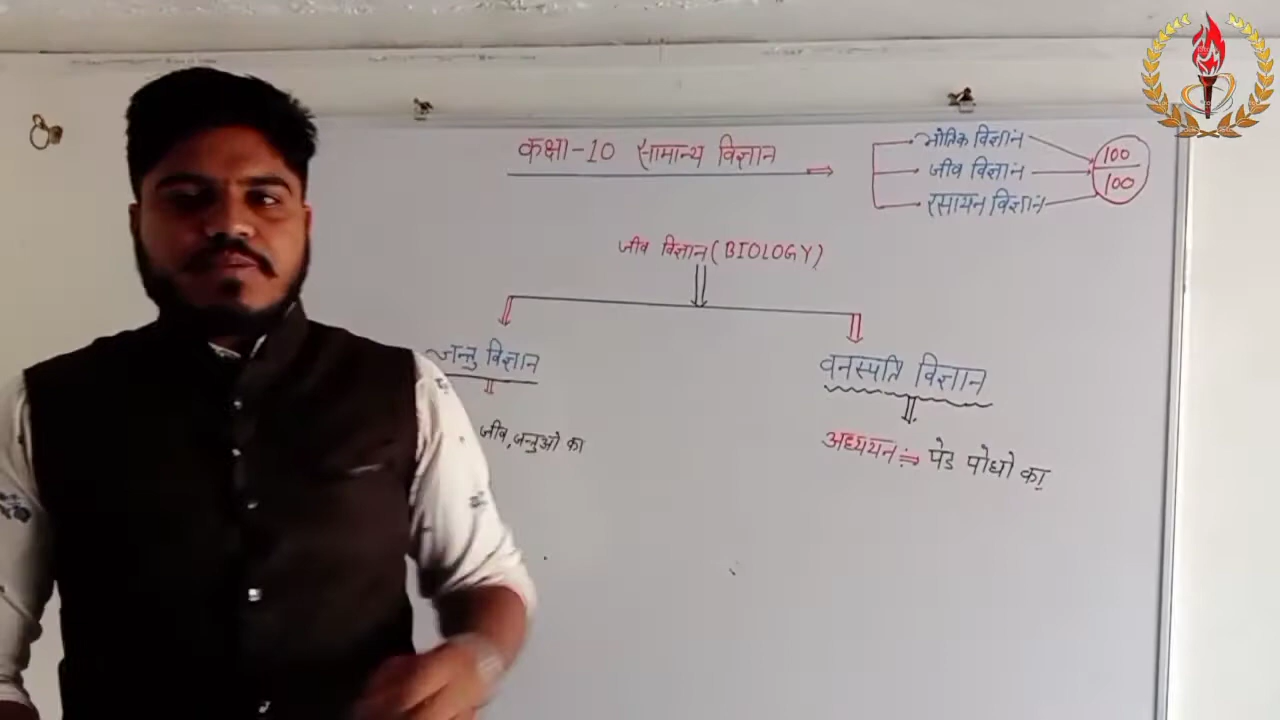 कक्षा-10 सामान्य विज्ञान
भौतिक विज्ञान
जीव विज्ञान
रसायन विज्ञान
100
100
जीव विज्ञान (BIOLOGY)
जन्तु विज्ञान
वनस्पति विज्ञान
जीव, जन्तुओ का
अध्ययन :⇒ पेड पोधो का